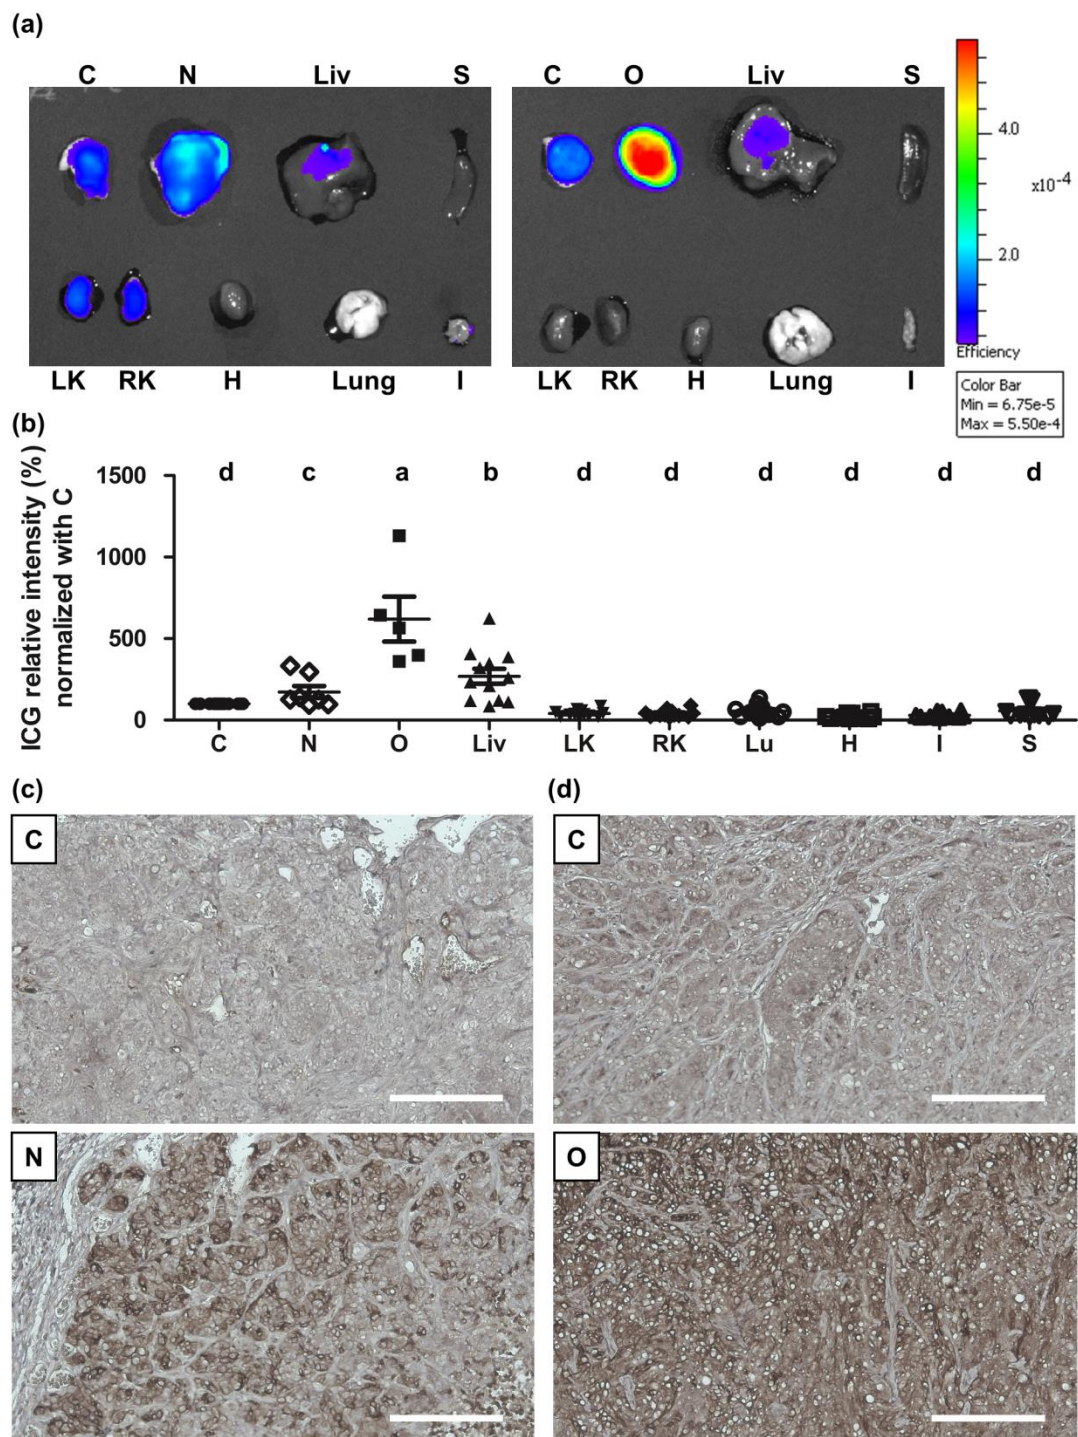 (a)
C N Liv S C O Liv S
4.0
x10-4
2.0
Efficiency
LK RK H Lung I LK RK H Lung I
Color Bar
Min = 6.75e-5
Max = 5.50e-4
(b)
ICG relative intensity (%)
normalized with C
d c a b d d d d d d
1500
1000
500
0
C N O Liv LK RK Lu H I S
(c) (d)
C C
N O